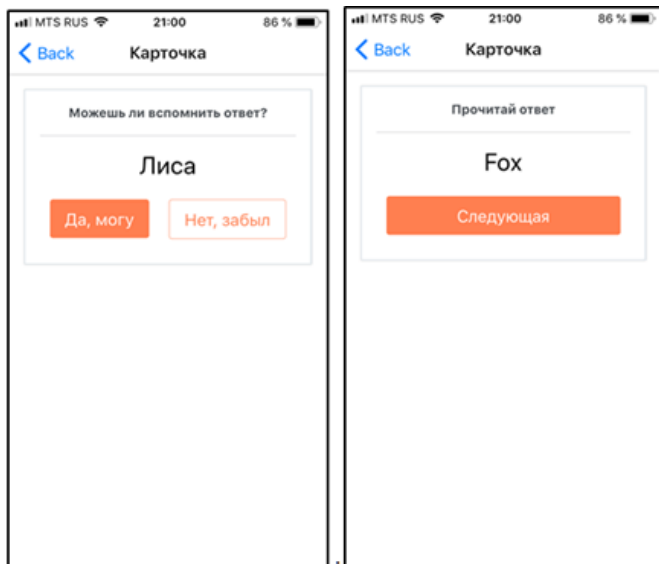 MTS RUS 21:00 86 %
Back Карточка
Можешь ли вспомнить ответ?
Лиса
Да, могу Нет, забыл
MTS RUS 21:00 86 %
Back Карточка
Прочитай ответ
Fox
Следующая